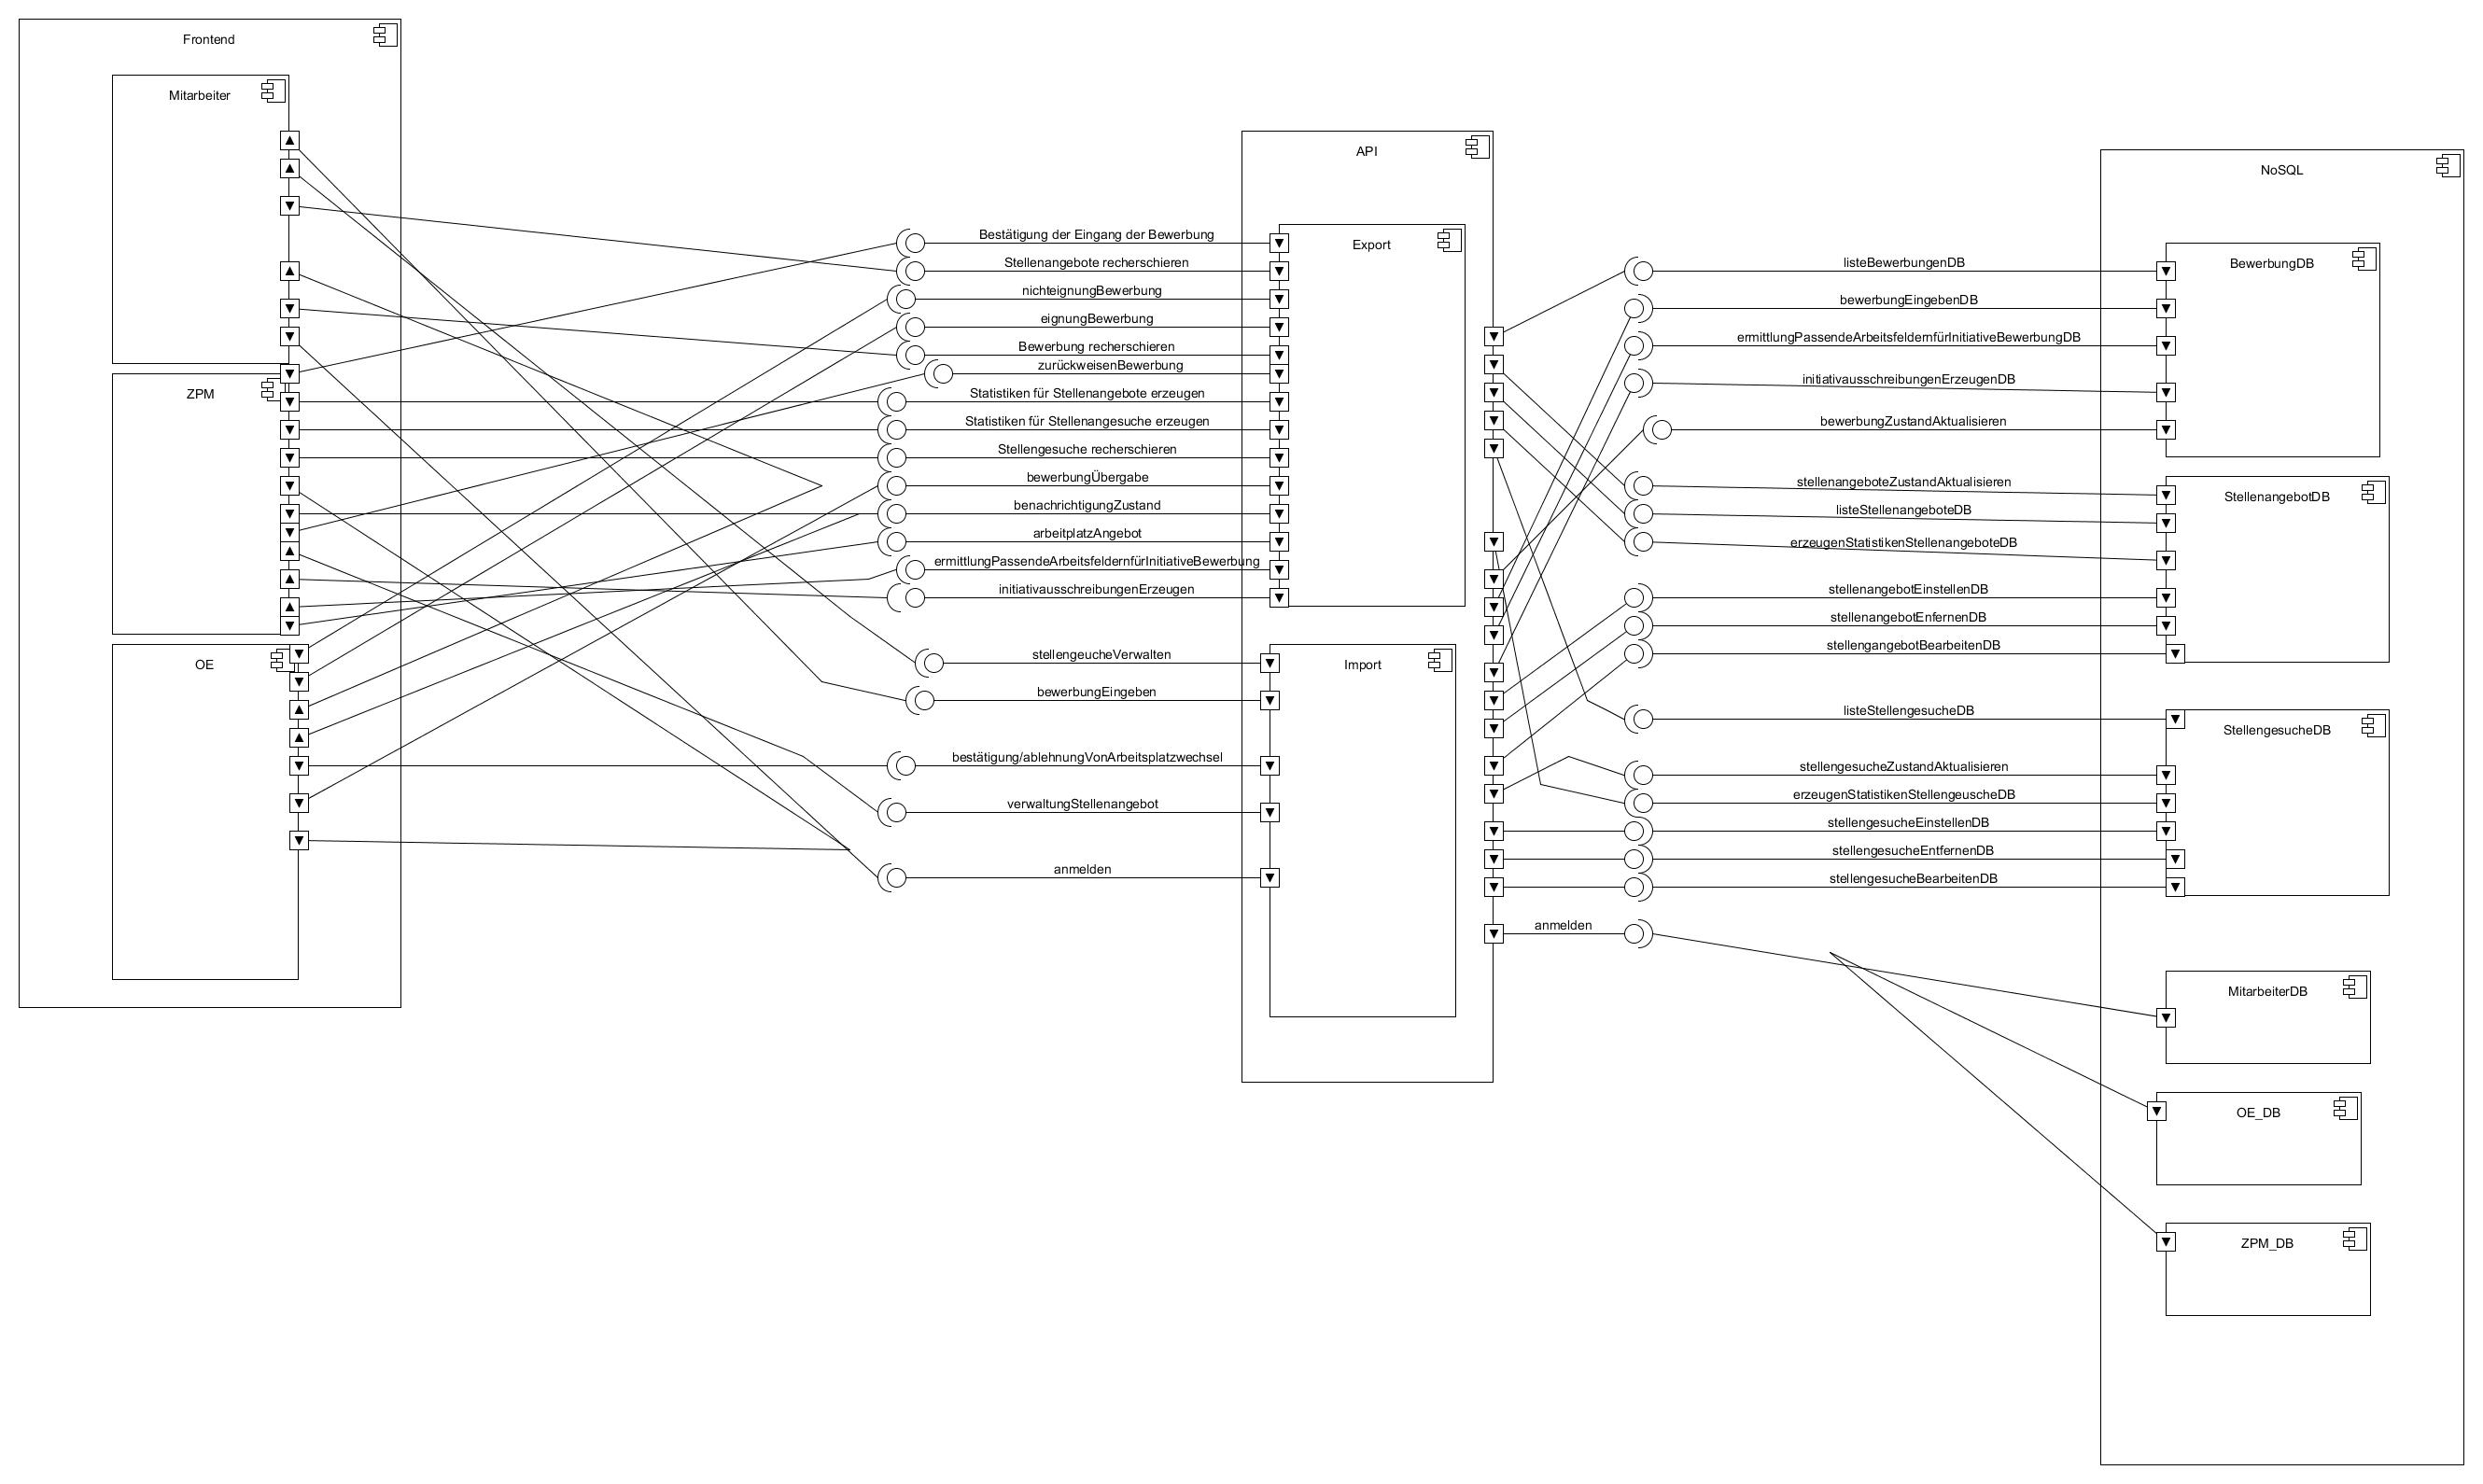 Frontend
Mitarbeiter
ZPM
OE
Bestätigung der Eingang der Bewerbung
Stellenangebote recherschieren
nichteignungBewerbung
eignungBewerbung
Bewerbung recherschieren
zurückweisenBewerbung
Statistiken für Stellenangebote erzeugen
Statistiken für Stellenangesuche erzeugen
Stellengesuche recherschieren
bewerbungÜbergabe
benachrichtigungZustand
arbeitplatzAngebot
ermittlungPassendeArbeitsfeldernfürInitiativeBewerbung
initiativausschreibungenErzeugen
stellengeucheVerwalten
bewerbungEingeben
bestätigung/ablehnungVonArbeitsplatzwechsel
verwaltungStellenangebot
anmelden
API
Export
Import
listeBewerbungenDB
bewerbungEingebenDB
ermittlungPassendeArbeitsfeldernfürInitiativeBewerbungDB
initiativausschreibungenErzeugenDB
bewerbungZustandAktualisieren
stellenangeboteZustandAktualisieren
listeStellenangeboteDB
erzeugenStatistikenStellenangeboteDB
stellenangebotEinstellenDB
stellenangebotEnfernenDB
stellengangebotBearbeitenDB
listeStellengesucheDB
stellengesucheZustandAktualisieren
erzeugenStatistikenStellengeuscheDB
stellengesucheEinstellenDB
stellengesucheEntfernenDB
stellengesucheBearbeitenDB
anmelden
NoSQL
BewerbungDB
StellenangebotDB
StellengesucheDB
MitarbeiterDB
OE_DB
ZPM_DB